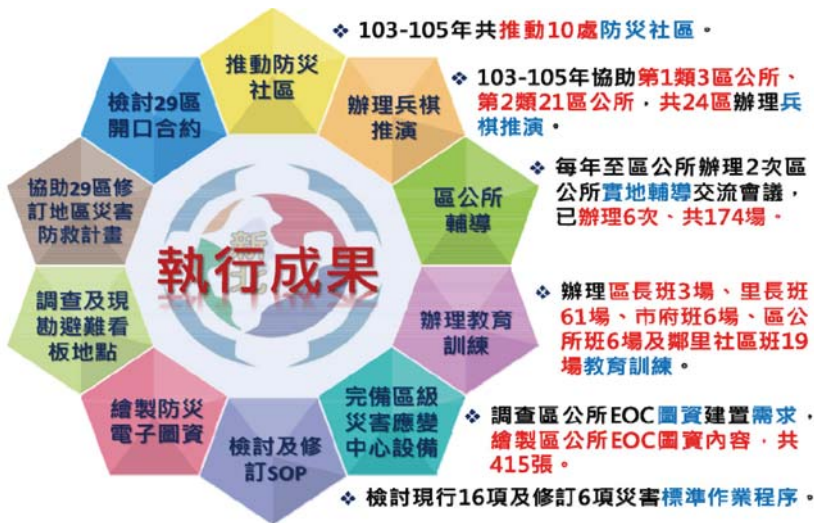 推動防災
社區
辦理兵棋
推演
區公所
輔導
辦理教育
訓練
完備區級
災害應變
中心設備
檢討及修
訂SOP
繪製防災
電子圖資
調查及現
勘避難看
板地點
協助29區修
訂地區災害
防救計畫
檢討29區
開口合約
新北
執行成果
❖ 103-105年共推動10處防災社區。
❖ 103-105年協助第1類3區公所、
第2類21區公所，共24區辦理兵
棋推演。
❖ 每年至區公所辦理2次區
公所實地輔導交流會議，
已辦理6次、共174場。
❖ 辦理區長班3場、里長班
61場、市府班6場、區公
所班6場及鄰里社區班19
場教育訓練。
❖ 調查區公所EOC圖資建置需求，
繪製區公所EOC圖資內容，共
415張。
❖ 檢討現行16項及修訂6項災害標準作業程序。